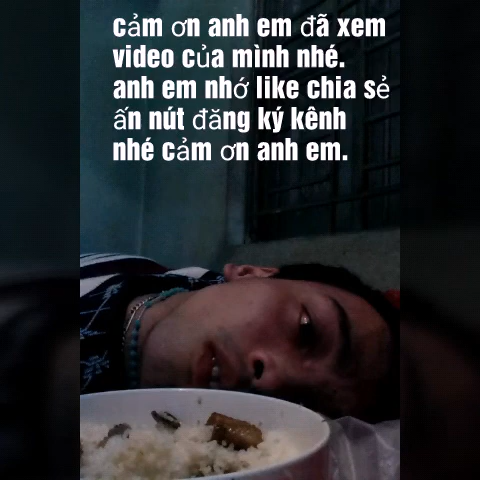 cảm ơn anh em đã xem
video của mình nhé.
anh em nhớ like chia sẻ
ấn nút đăng ký kênh
nhé cảm ơn anh em.